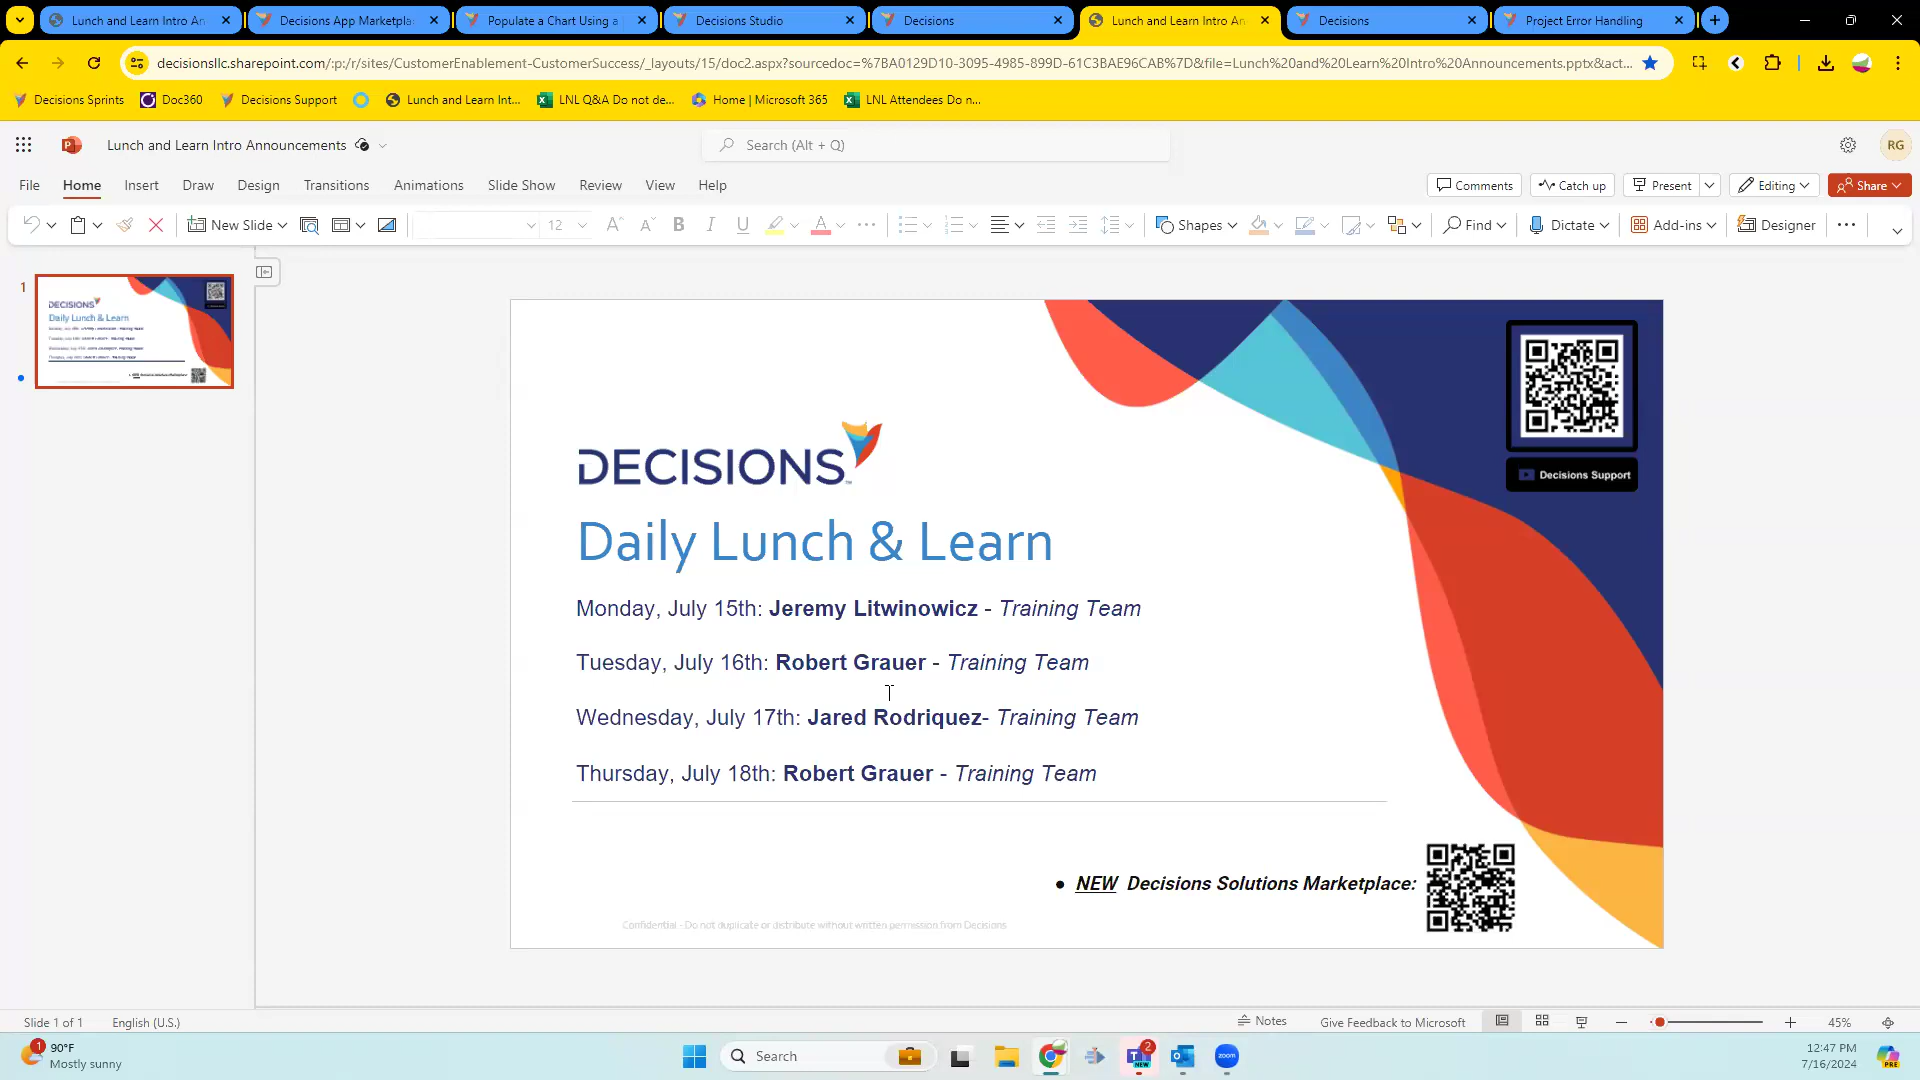 Lunch and Learn Intro An
Decisions App Marketpla
Populate a Chart Using a
Decisions Studio
Decisions
Lunch and Learn Intro An
Decisions
Project Error Handling
decisionsllc.sharepoint.com/:p:/r/sites/CustomerEnablement-CustomerSuccess/_layouts/15/doc2.aspx?sourcedoc=%7BA0129D10-3095-4985-899D-61C3BAE96CAB%7D&file=Lunch%20and%20Learn%20Intro%20Announcements.pptx&act...
Decisions Sprints
Doc360
Decisions Support
Lunch and Learn Int...
LNL Q&A Do not de...
Home | Microsoft 365
LNL Attendees Do n...
Lunch and Learn Intro Announcements
Search (Alt + Q)
RG
File Home Insert Draw Design Transitions Animations Slide Show Review View Help
Comments Catch up Present Editing Share
New Slide 12 B I U A Shapes Find Dictate Add-ins Designer
1
DECISIONS
Daily Lunch & Learn
DECISIONS
Daily Lunch & Learn
Monday, July 15th: Jeremy Litwinowicz - Training Team
Tuesday, July 16th: Robert Grauer - Training Team
Wednesday, July 17th: Jared Rodriquez- Training Team
Thursday, July 18th: Robert Grauer - Training Team
Decisions Support
• NEW Decisions Solutions Marketplace:
Confidential - Do not duplicate or distribute without written permission from Decisions
Slide 1 of 1
English (U.S.)
Notes
Give Feedback to Microsoft
45%
1
90°F
Mostly sunny
Search
NEW
2
zoom
12:47 PM
7/16/2024
PRE